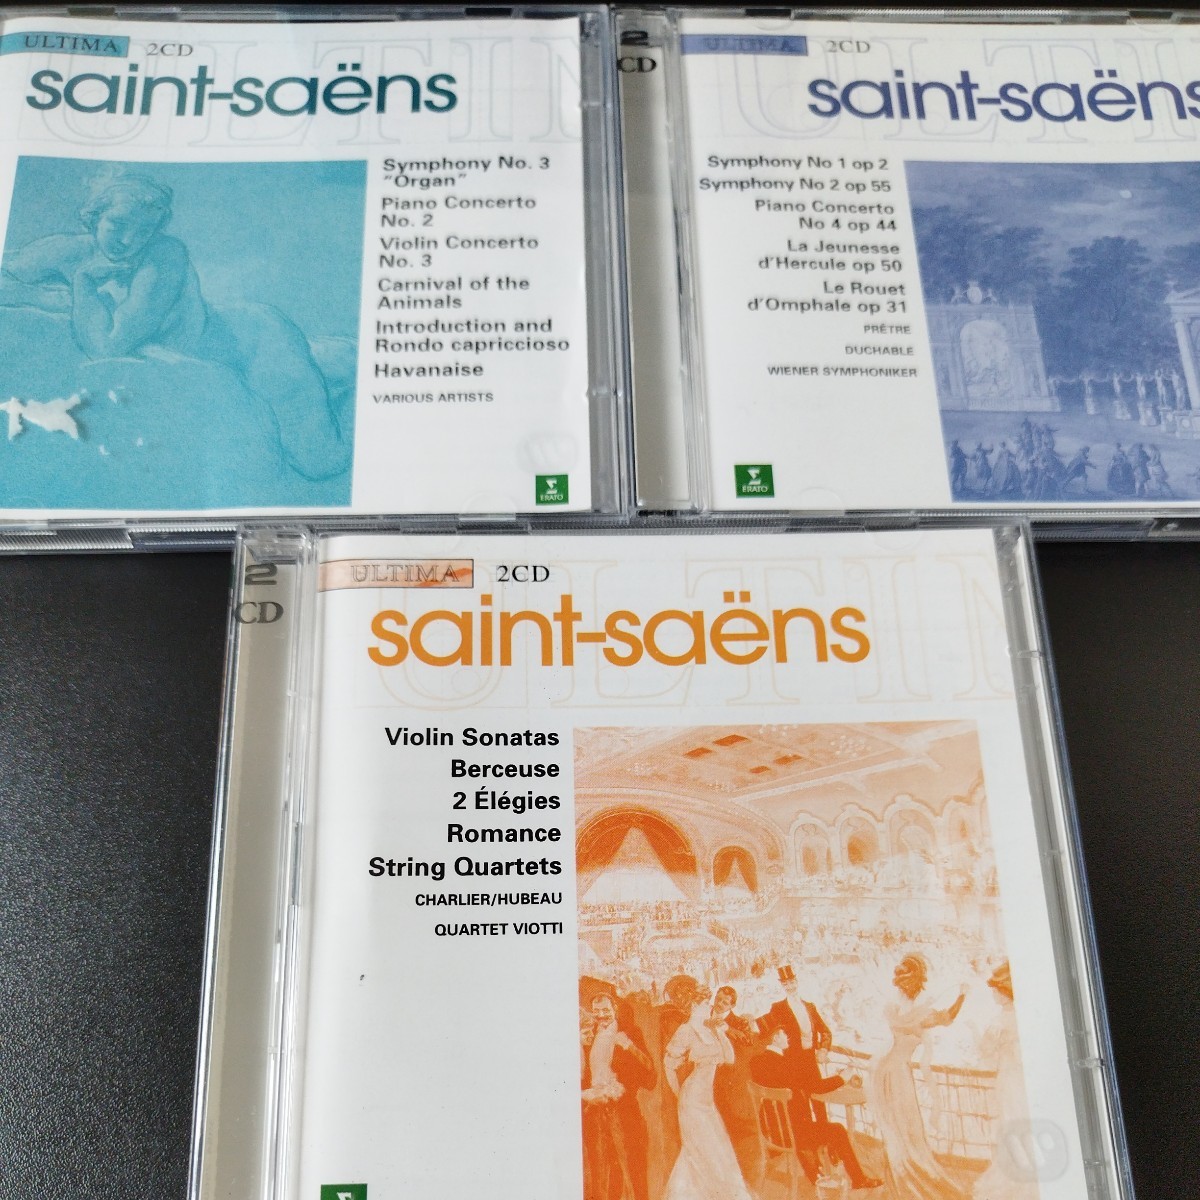 ULTIMA 2CD
saint-saëns
Symphony No. 3
"Organ"
Piano Concerto
No. 2
Violin Concerto
No. 3
Carnival of the
Animals
Introduction and
Rondo capriccioso
Havanaise
VARIOUS ARTISTS
ERATO
2
CD
ULTIMA 2CD
saint-saëns
Symphony No 1 op 2
Symphony No 2 op 55
Piano Concerto
No 4 op 44
La Jeunesse
d'Hercule op 50
Le Rouet
d'Omphale op 31
PRÊTRE
DUCHABLE
WIENER SYMPHONIKER
ERATO
2
CD
ULTIMA 2CD
saint-saëns
Violin Sonatas
Berceuse
2 Élégies
Romance
String Quartets
CHARLIER/HUBEAU
QUARTET VIOTTI